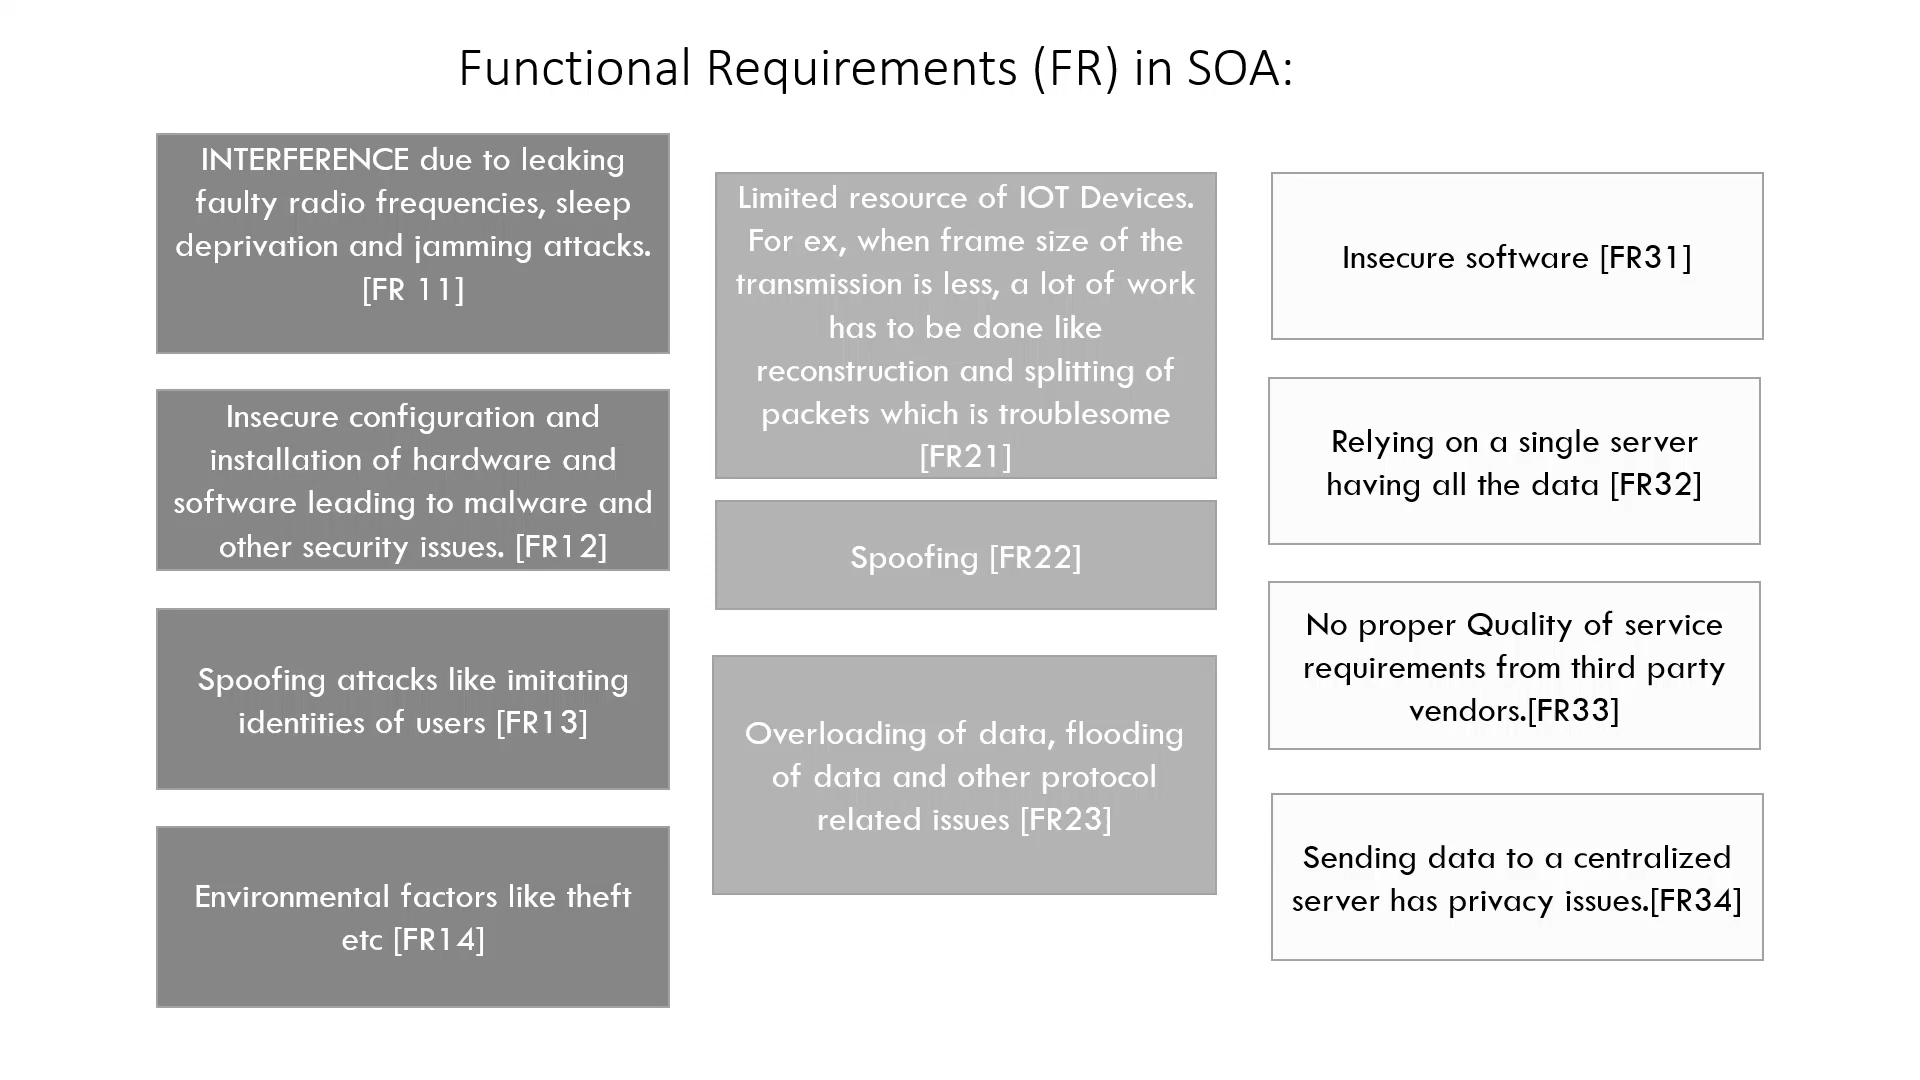 Functional Requirements (FR) in SOA:
INTERFERENCE due to leaking
faulty radio frequencies, sleep
deprivation and jamming attacks.
[FR 11]
Insecure configuration and
installation of hardware and
software leading to malware and
other security issues. [FR12]
Spoofing attacks like imitating
identities of users [FR13]
Environmental factors like theft
etc [FR14]
Limited resource of IOT Devices.
For ex, when frame size of the
transmission is less, a lot of work
has to be done like
reconstruction and splitting of
packets which is troublesome
[FR21]
Spoofing [FR22]
Overloading of data, flooding
of data and other protocol
related issues [FR23]
Insecure software [FR31]
Relying on a single server
having all the data [FR32]
No proper Quality of service
requirements from third party
vendors.[FR33]
Sending data to a centralized
server has privacy issues.[FR34]